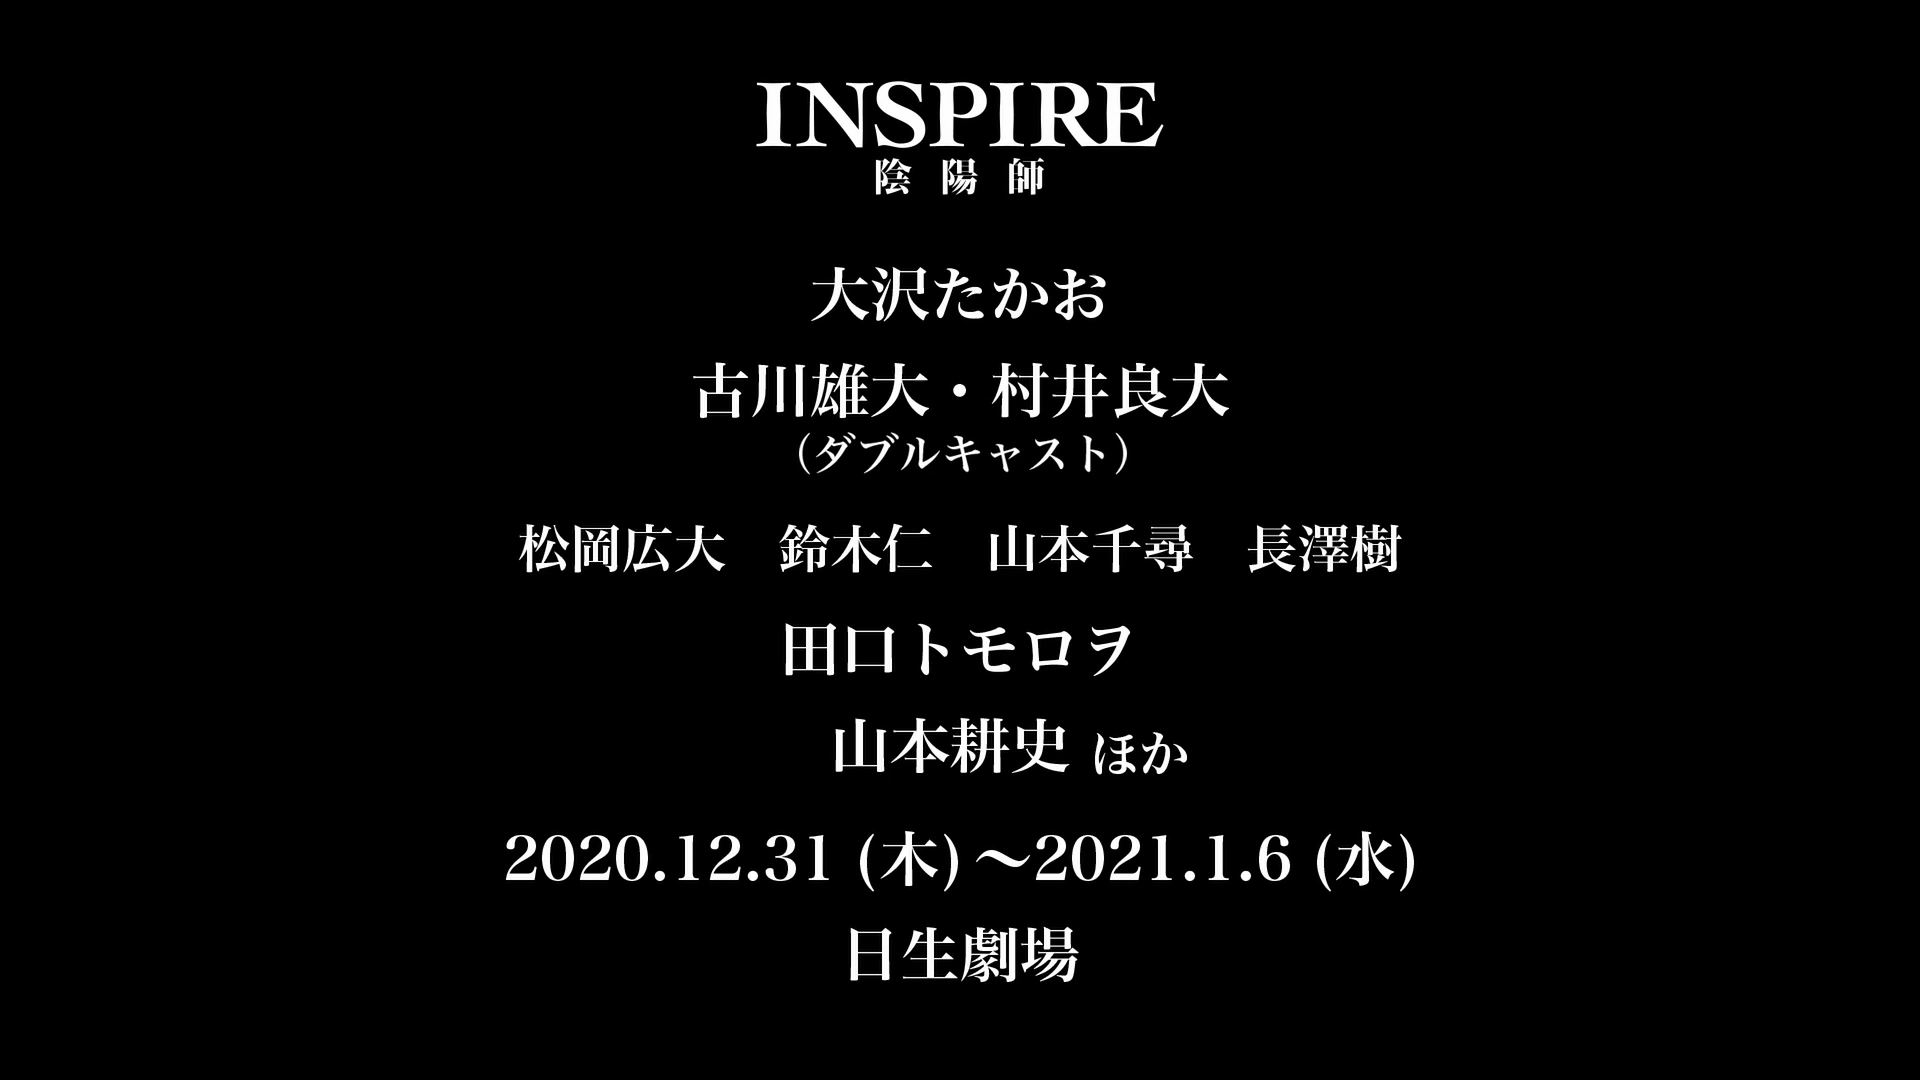 INSPIRE
陰陽師
大沢たかお
古川雄大・村井良大
（ダブルキャスト）
松岡広大　鈴木仁　山本千尋　長澤樹
田口トモロヲ
山本耕史 ほか
2020.12.31 (木) ～2021.1.6 (水)
日生劇場